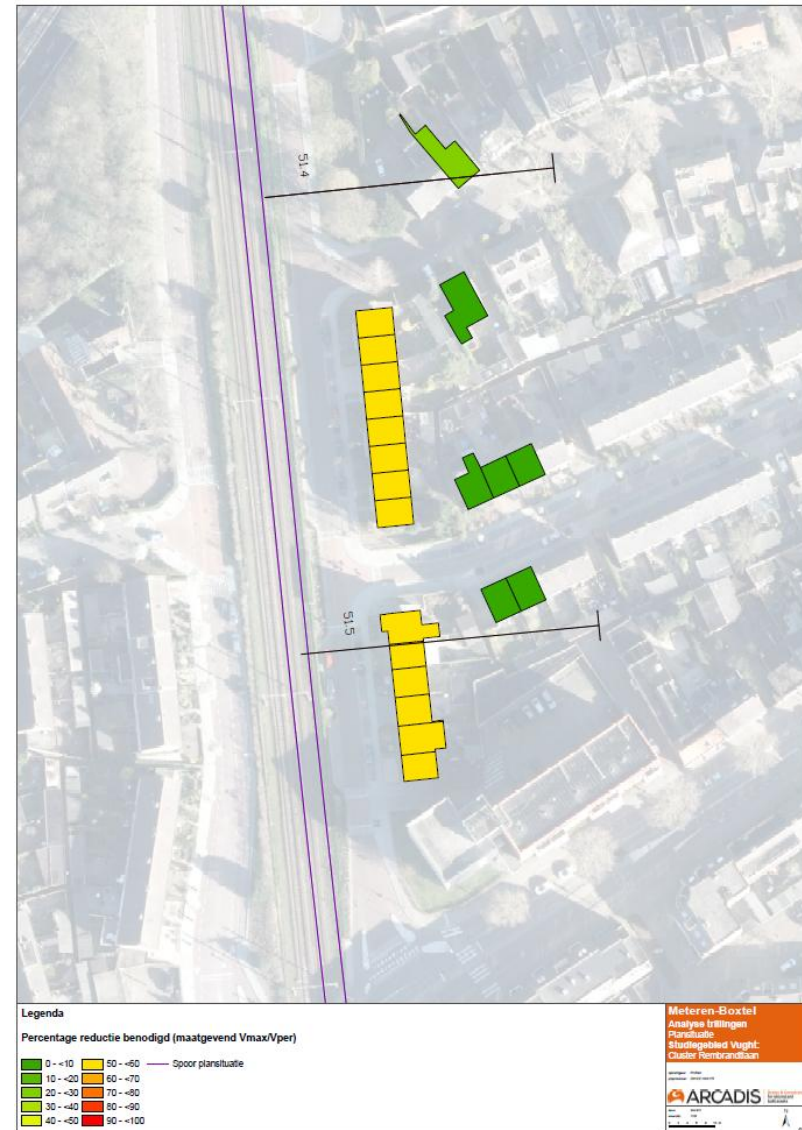 51.4
51.5
Legenda
Percentage reductie benodigd (maatgevend Vmax/Vper)
0 - <10
10 - <20
20 - <30
30 - <40
40 - <50
50 - <60
60 - <70
70 - <80
80 - <90
90 - <100
Spoor plansituatie
Meteren-Boxtel
Analyse trillingen
Plansituatie
Studiegebied Vught:
Cluster Rembrandtlaan
ARCADIS
N